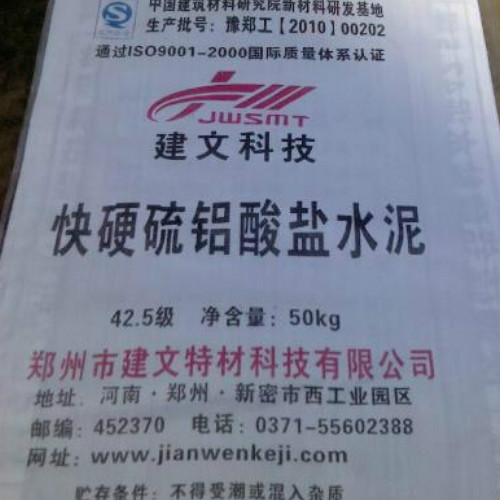 中国建筑材料研究院新材料研发基地
生产批号：豫郑工【2010】00202
通过ISO9001-2000国际质量体系认证
JWSMT
建文科技
快硬硫铝酸盐水泥
42.5级 净含量：50kg
郑州市建文特材科技有限公司
地址：河南·郑州·新密市西工业园区
邮编：452370 电话：0371-55602388
网址：www.jianwenkeji.com
贮存条件：不得受潮或混入杂质